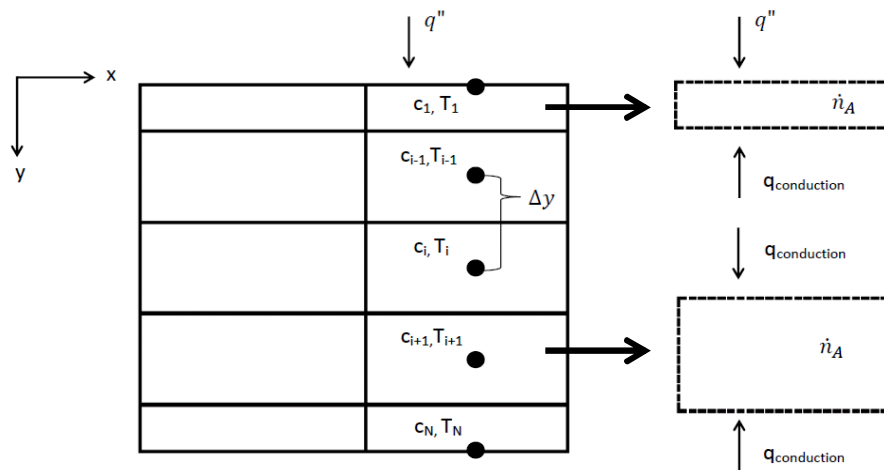 q"
q"
x
y
c1, T1
ṅA
ci-1,Ti-1
Δy
qconduction
qconduction
ci, Ti
ci+1,Ti+1
ṅA
cN, TN
qconduction